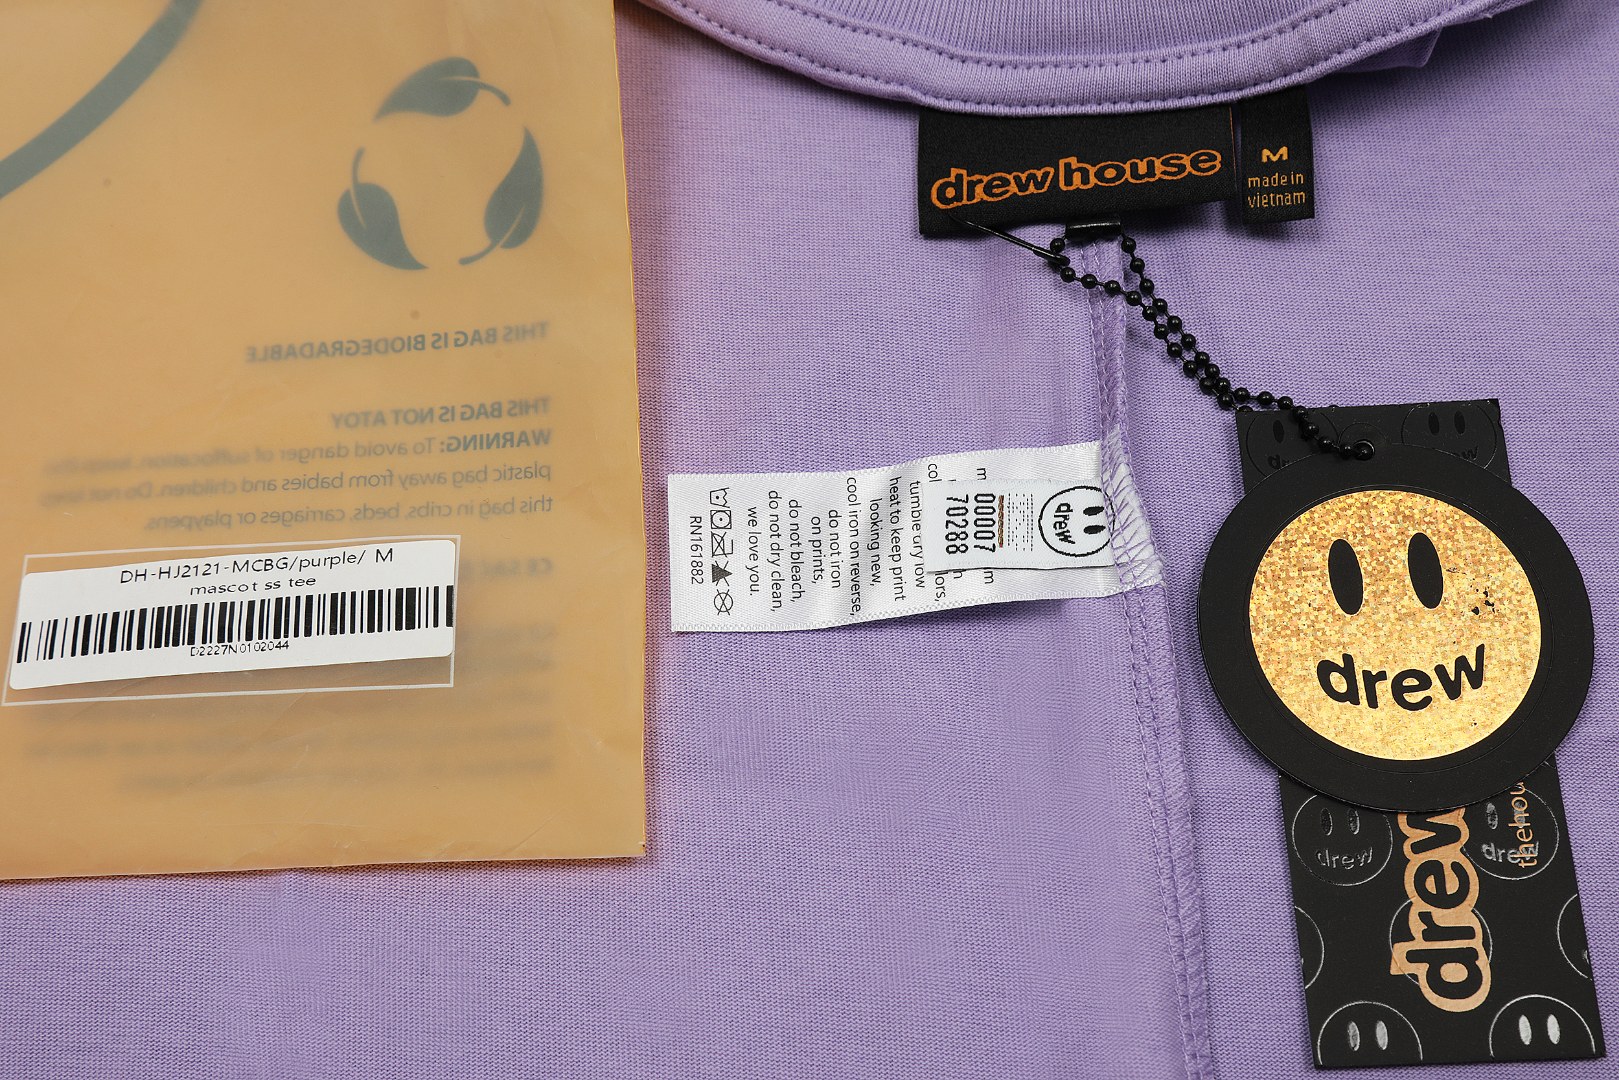 THIS BAG IS BIODEGRADABLE
THIS BAG IS NOT A TOY
WARNING: To avoid danger of suffocation, keep
plastic bag away from babies and children. Do not use
this bag in cribs, beds, carriages or playpens.
DH-HJ2121-MCBG/purple/ M
mascot ss tee
D2227N0102044
drew house
M
made in
vietnam
drew
00007
70288
tumble dry low
heat to keep print
looking new,
cool iron on reverse,
do not iron
on prints,
do not bleach,
do not dry clean,
we love you.
RN161882
drew
drew
drew
drew
thehou
drew